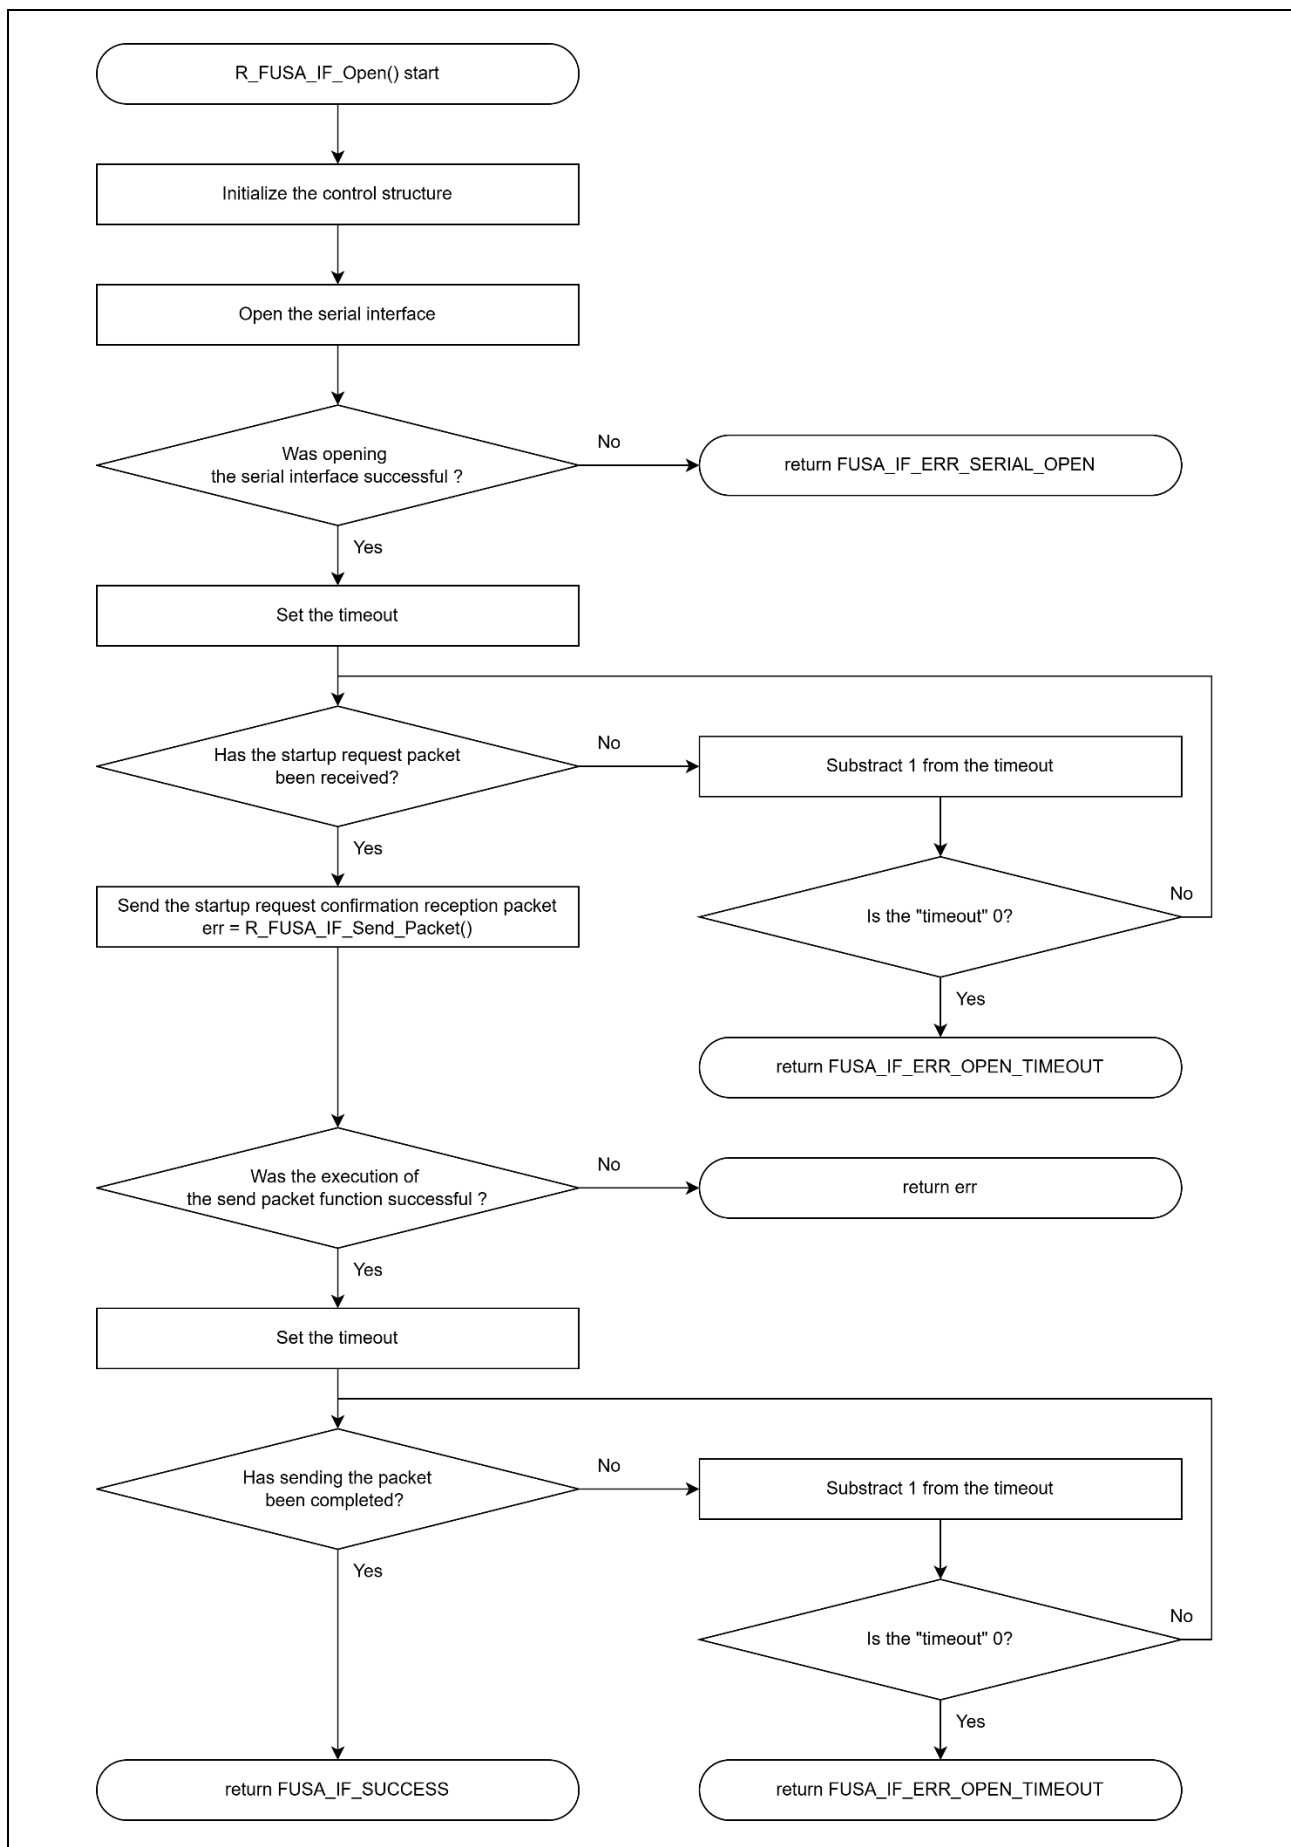 R_FUSA_IF_Open() start
Initialize the control structure
Open the serial interface
Was opening
the serial interface successful ?
No
return FUSA_IF_ERR_SERIAL_OPEN
Yes
Set the timeout
Has the startup request packet
been received?
No
Substract 1 from the timeout
Yes
Send the startup request confirmation reception packet
err = R_FUSA_IF_Send_Packet()
Is the "timeout" 0?
No
Yes
return FUSA_IF_ERR_OPEN_TIMEOUT
Was the execution of
the send packet function successful ?
No
return err
Yes
Set the timeout
Has sending the packet
been completed?
No
Substract 1 from the timeout
Yes
Is the "timeout" 0?
No
Yes
return FUSA_IF_SUCCESS
return FUSA_IF_ERR_OPEN_TIMEOUT